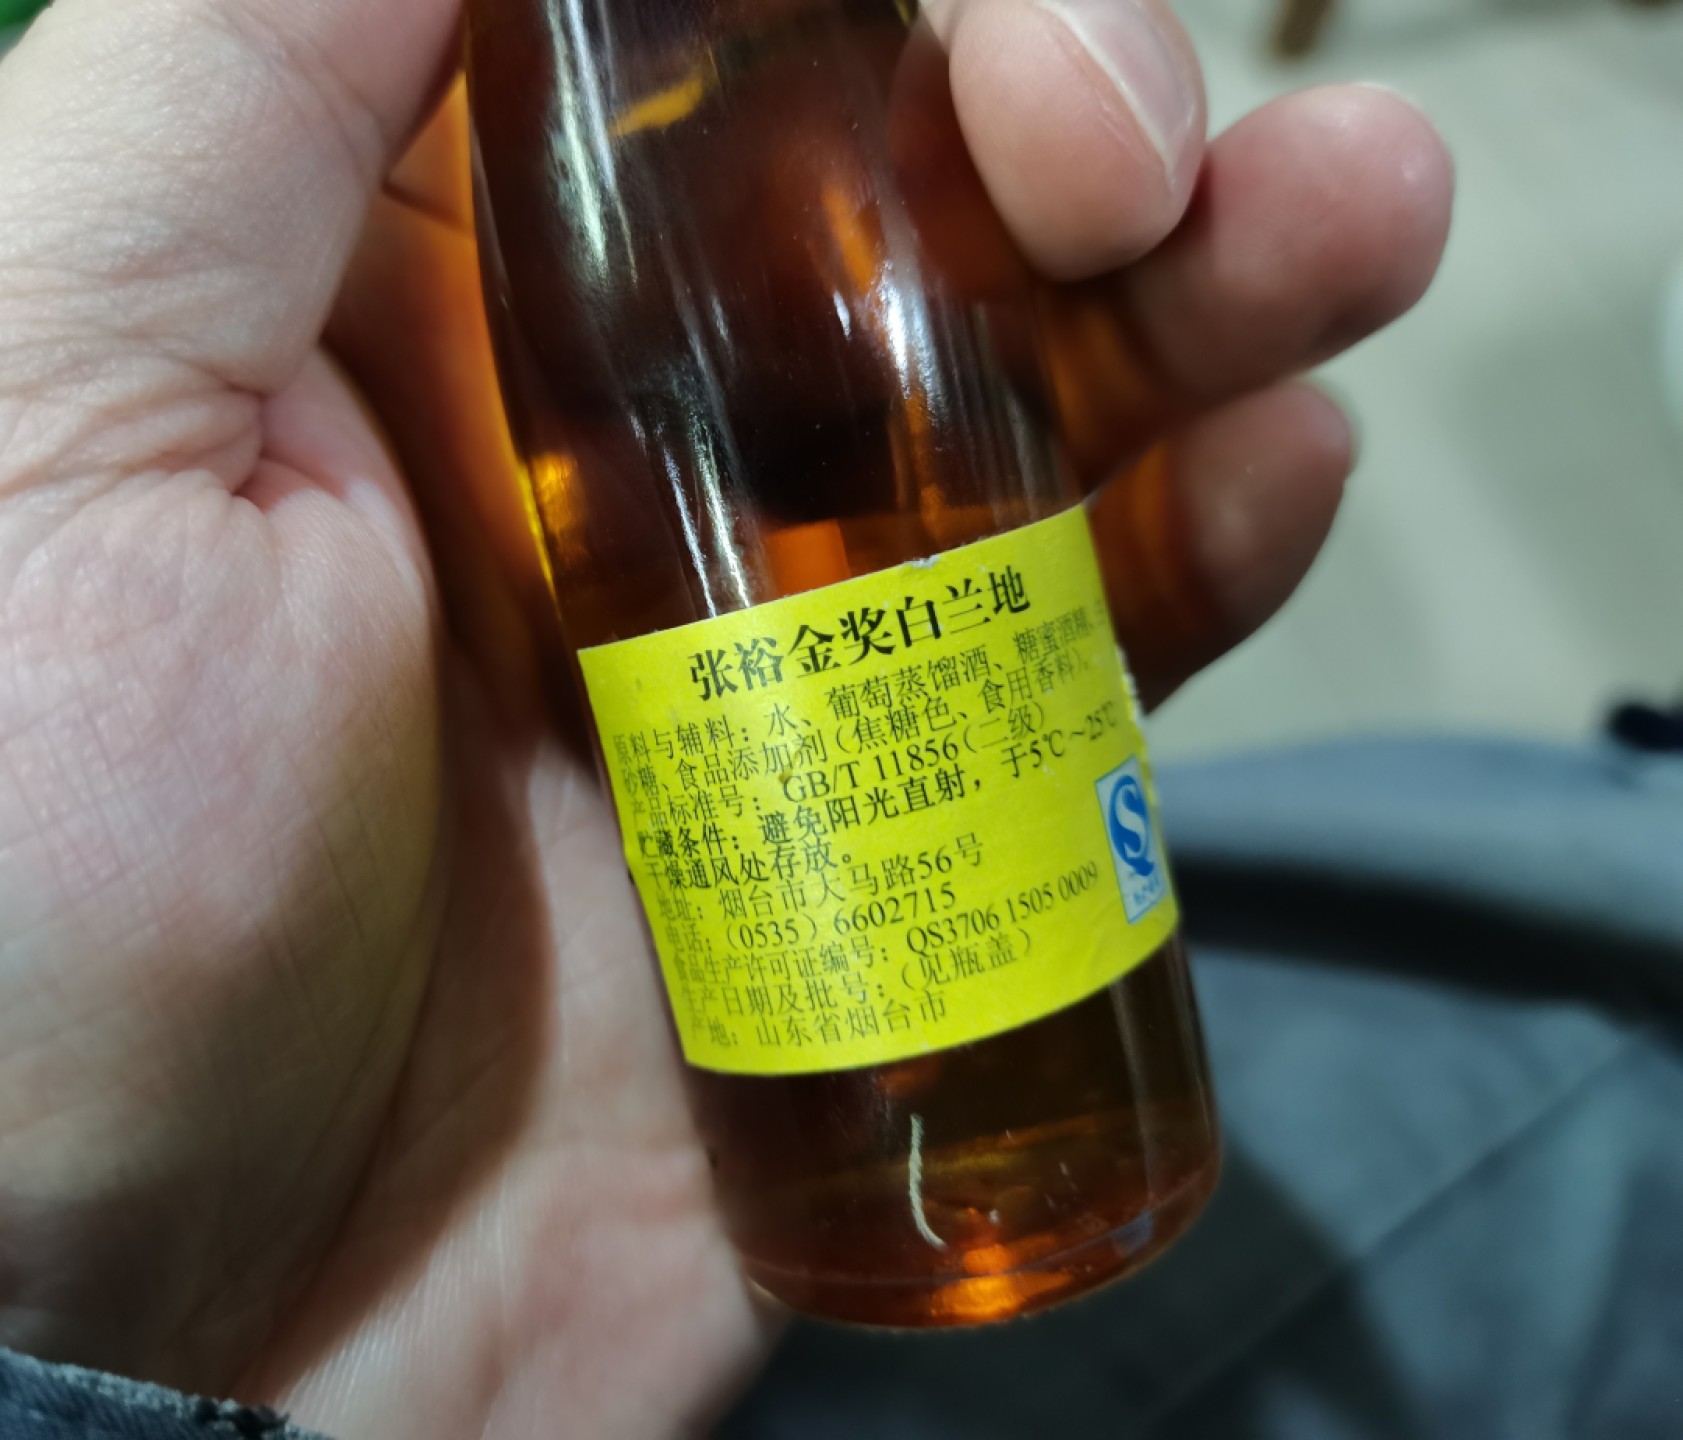 张裕金奖白兰地
原料与辅料：水、葡萄蒸馏酒、糖蜜酒精、
砂糖、食品添加剂（焦糖色、食用香料）。
产品标准号：GB/T 11856（二级）
贮藏条件：避免阳光直射，于5℃～25℃
干燥通风处存放。
地址：烟台市大马路56号
电话：（0535）6602715
食品生产许可证编号：QS3706 1505 0009
生产日期及批号：（见瓶盖）
产地：山东省烟台市